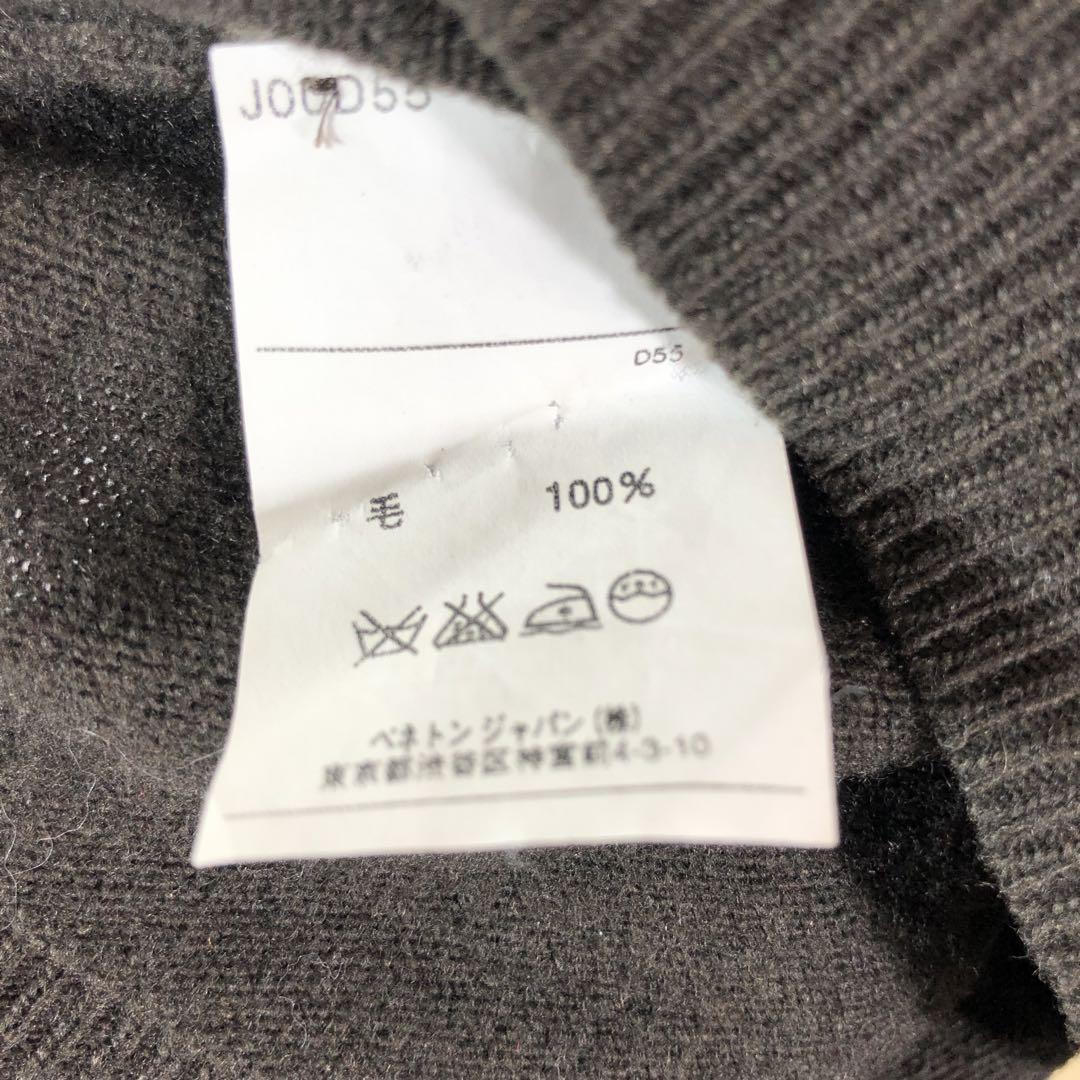 J00D55
D55
毛 100%
ベネトンジャパン(株)
東京都渋谷区神宮前4-3-10